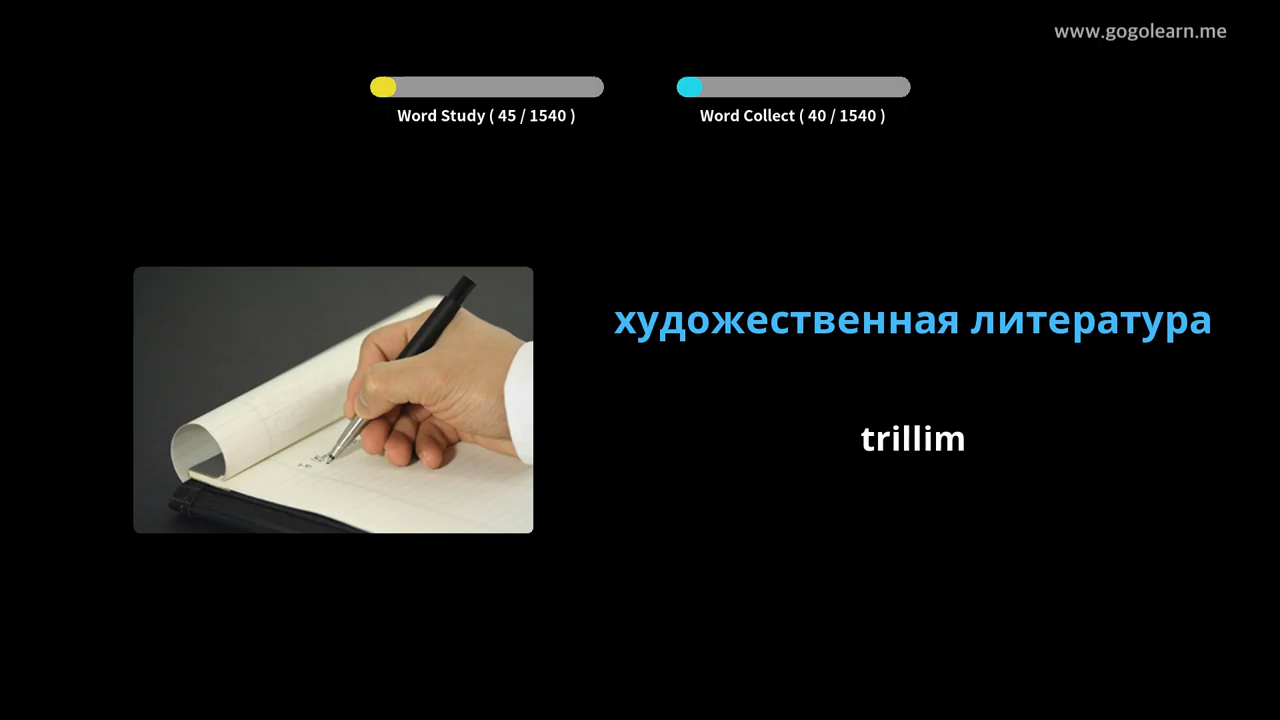 www.gogolearn.me
Word Study ( 45 / 1540 )
Word Collect ( 40 / 1540 )
художественная литература
trillim